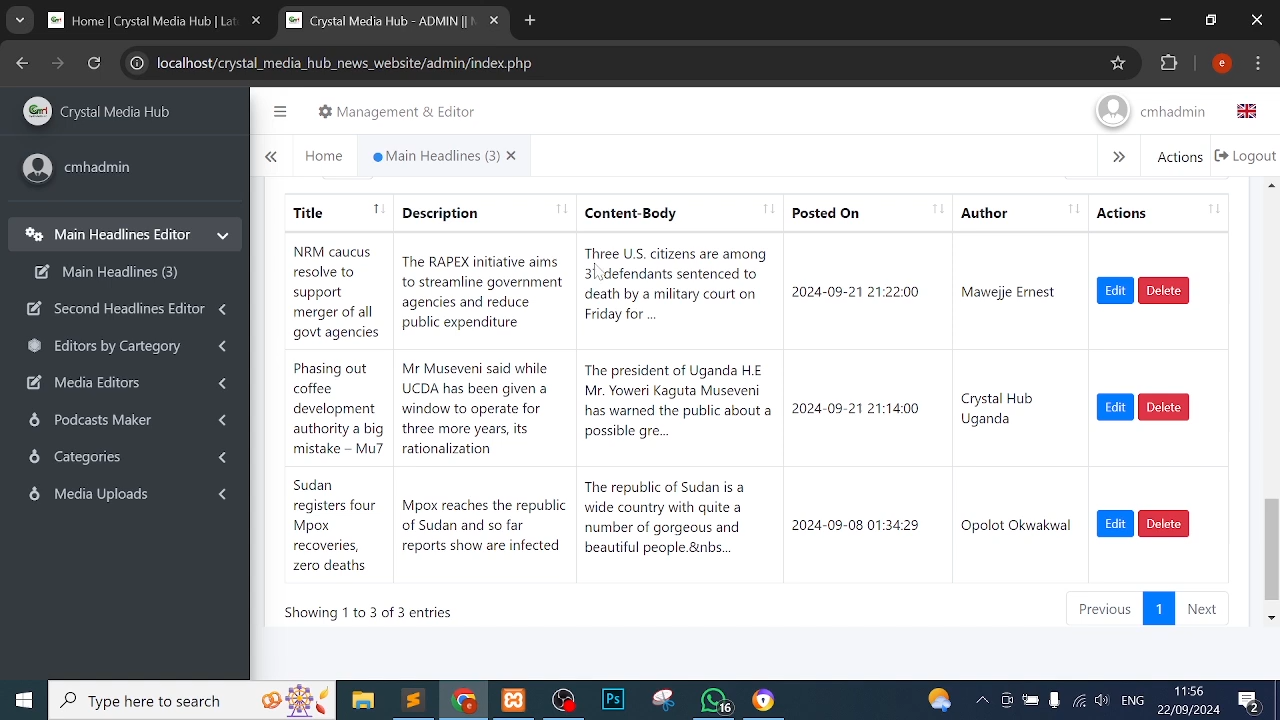 Home | Crystal Media Hub | Lat
Crystal Media Hub - ADMIN ||
localhost/crystal_media_hub_news_website/admin/index.php
e
Crystal Media Hub
Management & Editor
cmhadmin
cmhadmin
Home
Main Headlines (3)
Actions
Logout
Main Headlines Editor
Main Headlines (3)
Second Headlines Editor
Editors by Cartegory
Media Editors
Podcasts Maker
Categories
Media Uploads
Title
Description
Content-Body
Posted On
Author
Actions
NRM caucus
resolve to
support
merger of all
govt agencies
The RAPEX initiative aims
to streamline government
agencies and reduce
public expenditure
Three U.S. citizens are among
defendants sentenced to
death by a military court on
Friday for ...
2024-09-21 21:22:00
Mawejje Ernest
Edit
Delete
Phasing out
coffee
development
authority a big
mistake – Mu7
Mr Museveni said while
UCDA has been given a
window to operate for
three more years, its
rationalization
The president of Uganda H.E
Mr. Yoweri Kaguta Museveni
has warned the public about a
possible gre...
2024-09-21 21:14:00
Crystal Hub
Uganda
Edit
Delete
Sudan
registers four
Mpox
recoveries,
zero deaths
Mpox reaches the republic
of Sudan and so far
reports show are infected
The republic of Sudan is a
wide country with quite a
number of gorgeous and
beautiful people.&nbs...
2024-09-08 01:34:29
Opolot Okwakwal
Edit
Delete
Showing 1 to 3 of 3 entries
Previous
1
Next
Type here to search
Ps
16
ENG
11:56
22/09/2024
2